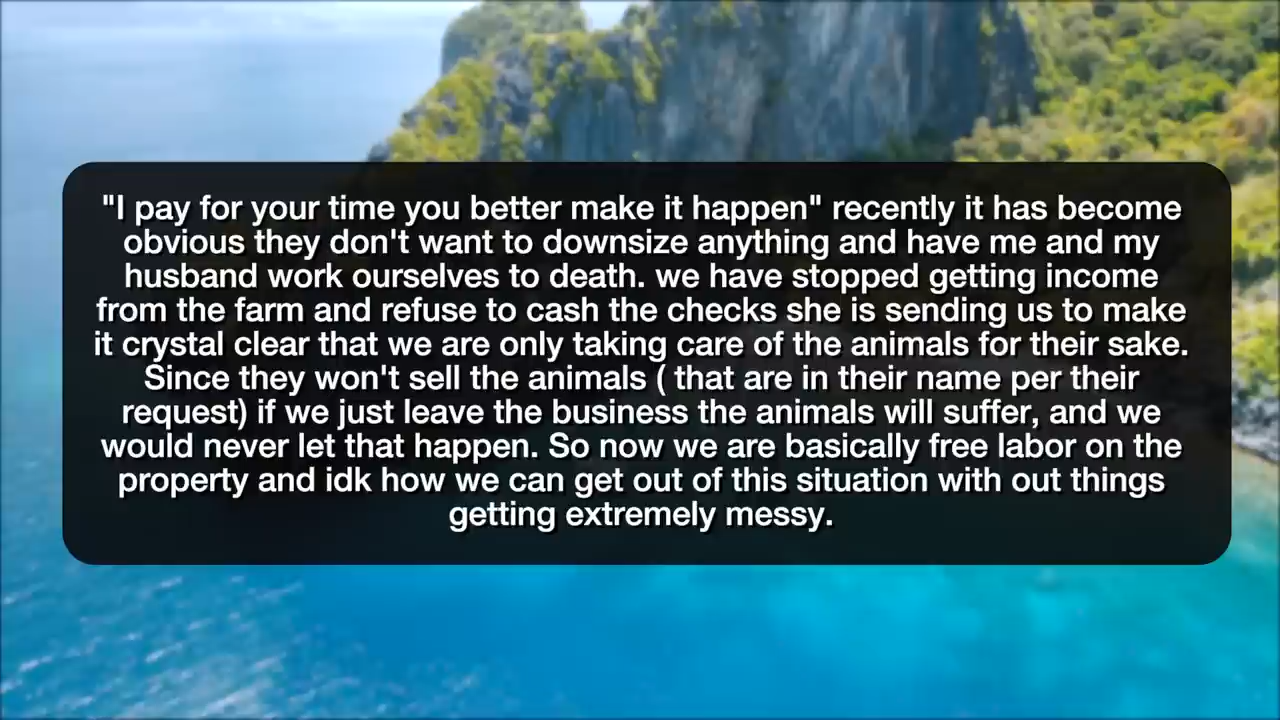 "I pay for your time you better make it happen" recently it has become
obvious they don't want to downsize anything and have me and my
husband work ourselves to death. we have stopped getting income
from the farm and refuse to cash the checks she is sending us to make
it crystal clear that we are only taking care of the animals for their sake.
Since they won't sell the animals ( that are in their name per their
request) if we just leave the business the animals will suffer, and we
would never let that happen. So now we are basically free labor on the
property and idk how we can get out of this situation with out things
getting extremely messy.